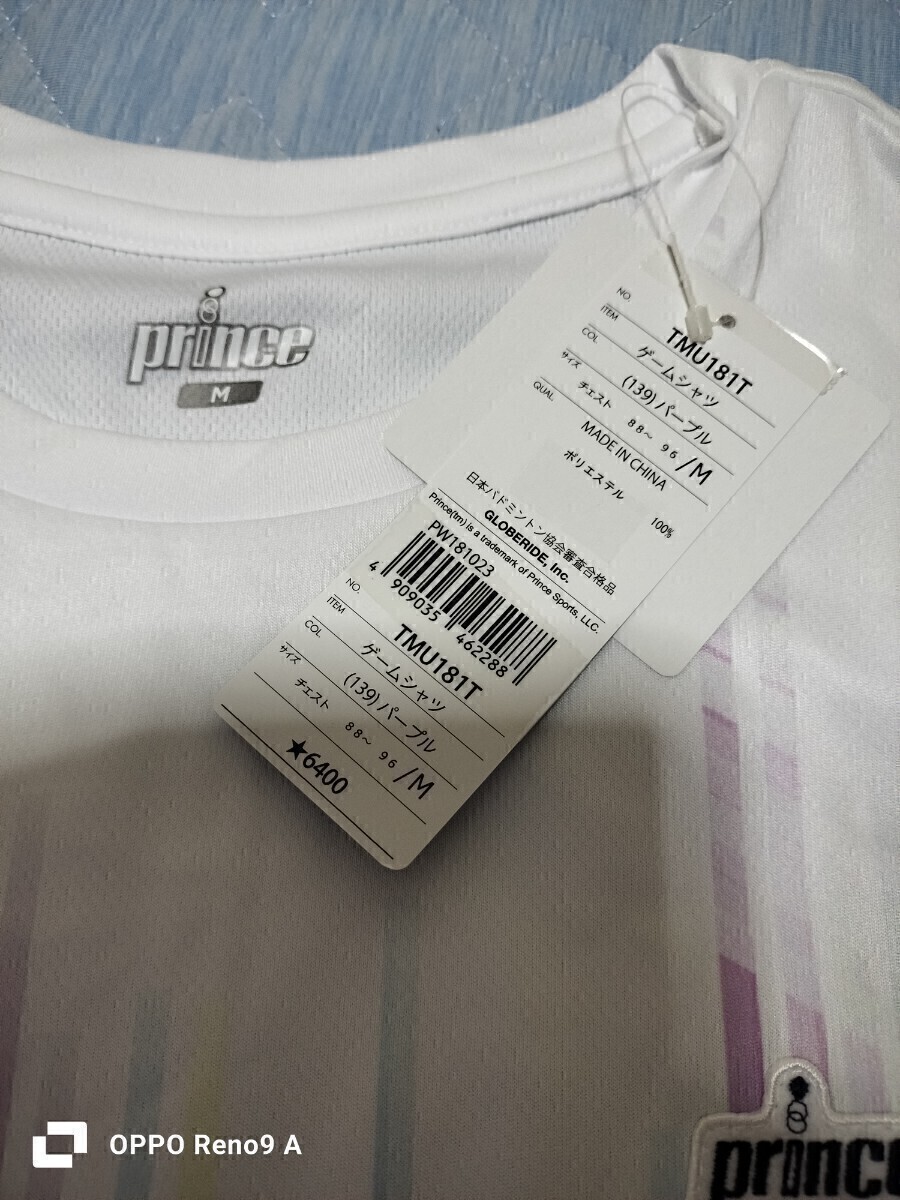 prince
M
NO.
TMU181T
ITEM
ゲームシャツ
COL
(139)パープル
サイズ
チェスト 88~ 96 /M
QUAL
MADE IN CHINA
ポリエステル 100%
日本バドミントン協会審査合格品
GLOBERIDE, Inc.
Prince(tm) is a trademark of Prince Sports, LLC.
PW181023
4 909035 462288
NO.
TMU181T
ITEM
ゲームシャツ
COL
(139)パープル
サイズ
チェスト 88~ 96 /M
★6400
prince
OPPO Reno9 A